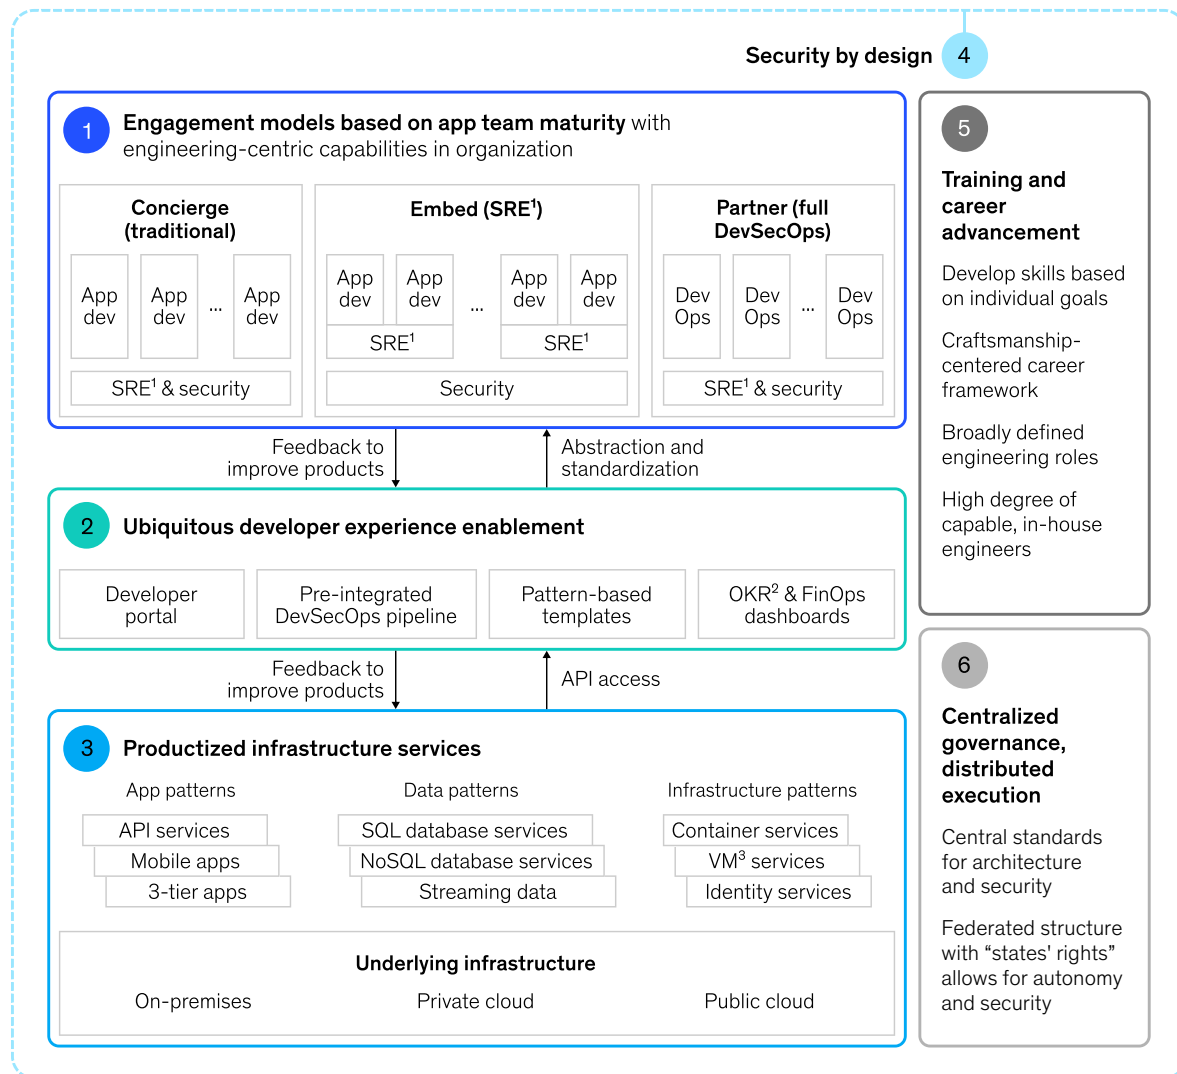 Security by design 4
1
Engagement models based on app team maturity with
engineering-centric capabilities in organization
Concierge
(traditional)
App
dev
App
dev
...
App
dev
SRE¹ & security
Embed (SRE¹)
App
dev
App
dev
SRE¹
...
App
dev
App
dev
SRE¹
Security
Partner (full
DevSecOps)
Dev
Ops
Dev
Ops
...
Dev
Ops
SRE¹ & security
Feedback to
improve products
Abstraction and
standardization
2
Ubiquitous developer experience enablement
Developer
portal
Pre-integrated
DevSecOps pipeline
Pattern-based
templates
OKR² & FinOps
dashboards
Feedback to
improve products
API access
3
Productized infrastructure services
App patterns
API services
Mobile apps
3-tier apps
Data patterns
SQL database services
NoSQL database services
Streaming data
Infrastructure patterns
Container services
VM³ services
Identity services
Underlying infrastructure
On-premises
Private cloud
Public cloud
5
Training and
career
advancement
Develop skills based
on individual goals
Craftsmanship-
centered career
framework
Broadly defined
engineering roles
High degree of
capable, in-house
engineers
6
Centralized
governance,
distributed
execution
Central standards
for architecture
and security
Federated structure
with “states' rights”
allows for autonomy
and security